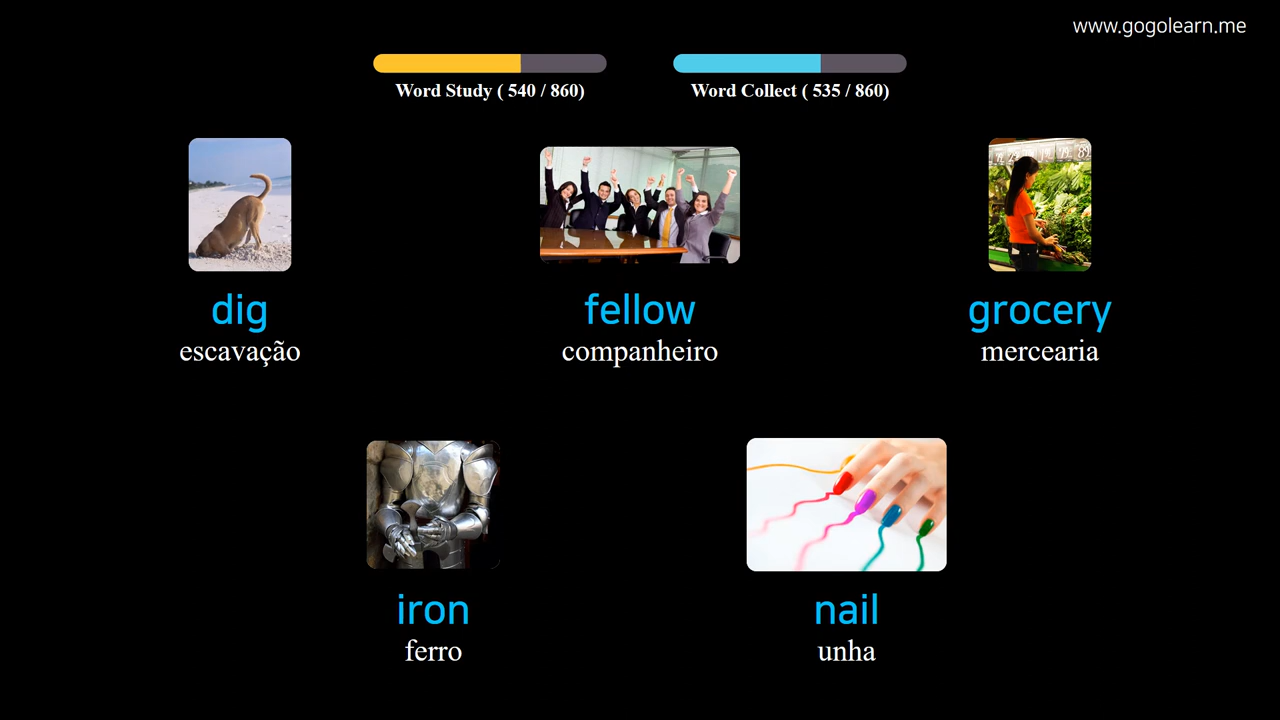 www.gogolearn.me
Word Study ( 540 / 860)
Word Collect ( 535 / 860)
dig
escavação
fellow
companheiro
grocery
mercearia
iron
ferro
nail
unha